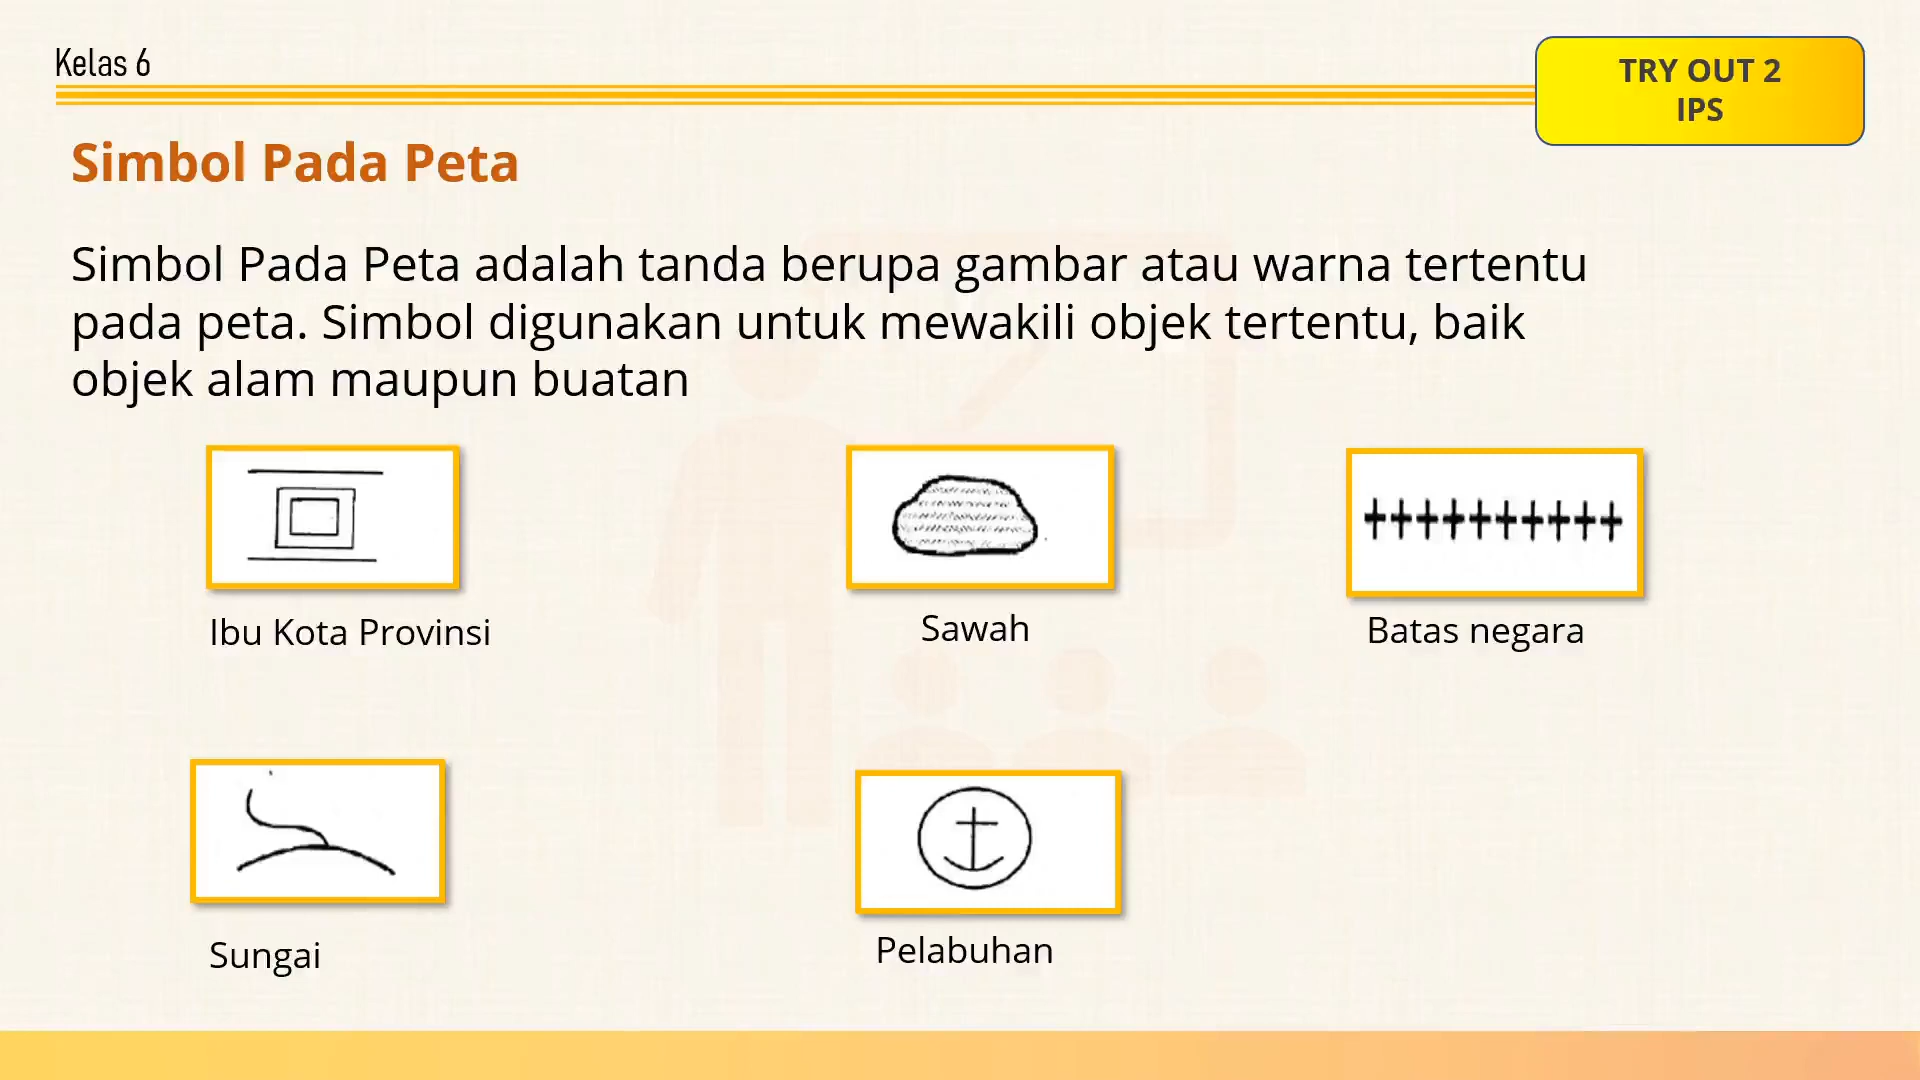 Kelas 6
TRY OUT 2
IPS
Simbol Pada Peta
Simbol Pada Peta adalah tanda berupa gambar atau warna tertentu
pada peta. Simbol digunakan untuk mewakili objek tertentu, baik
objek alam maupun buatan
Ibu Kota Provinsi
Sawah
Batas negara
Sungai
Pelabuhan